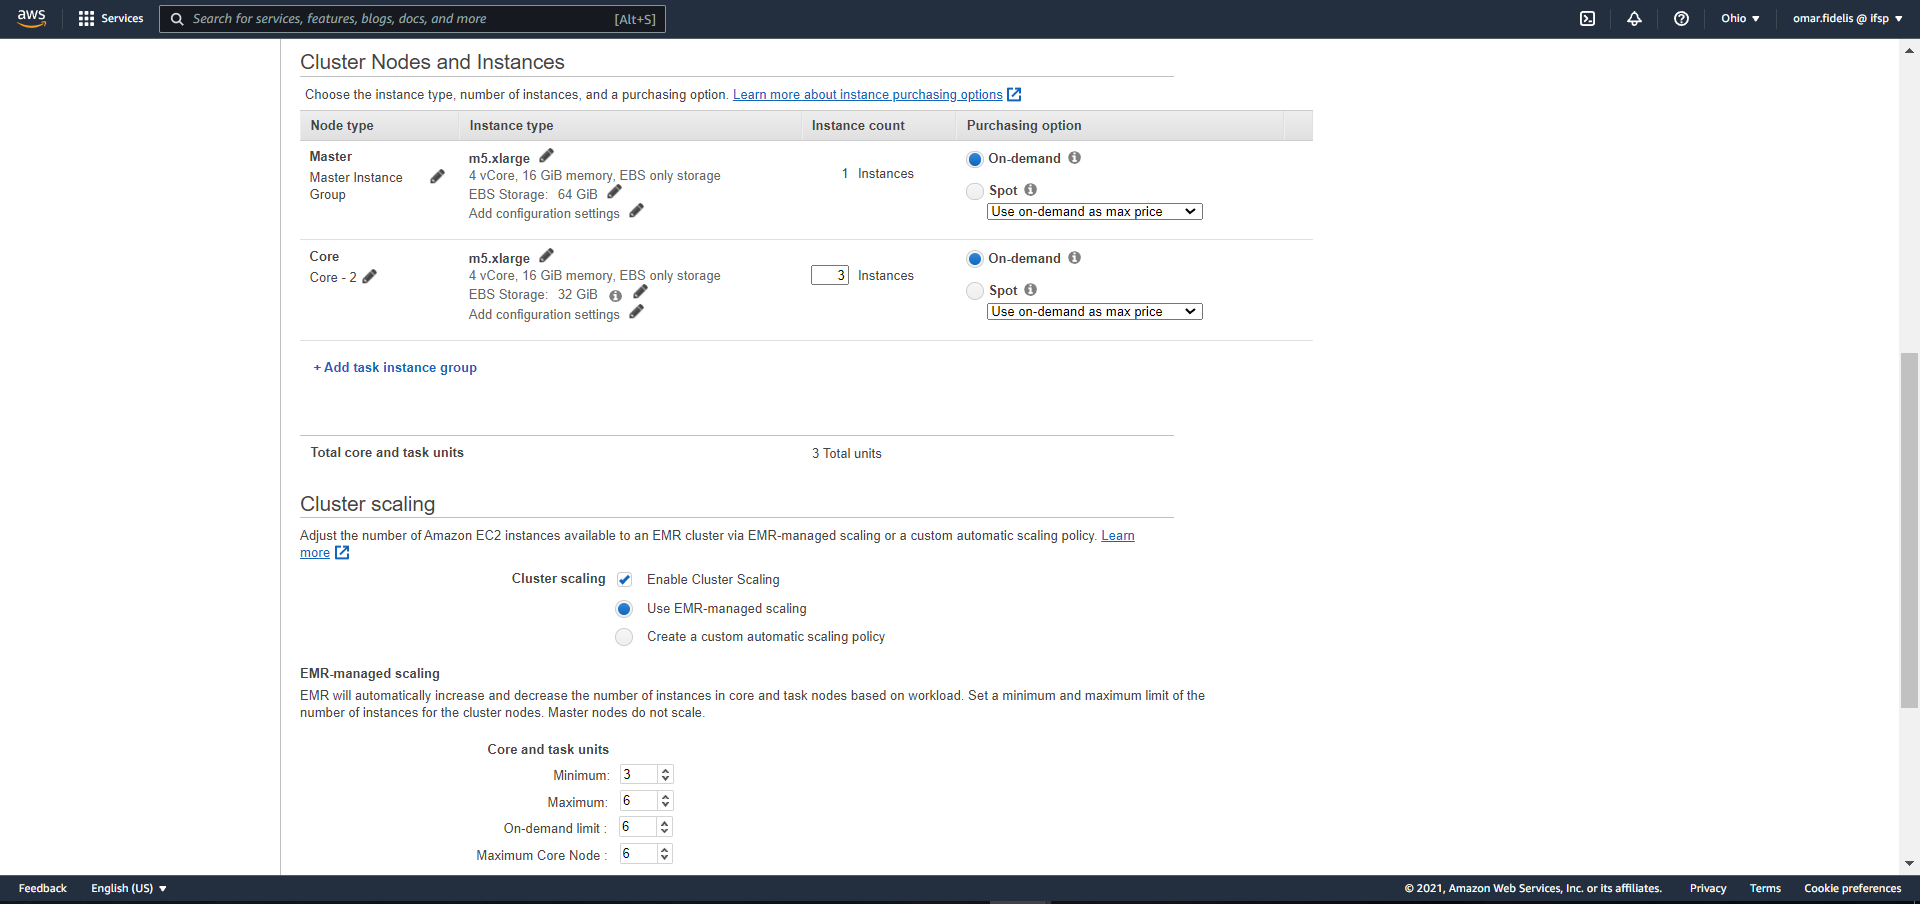 aws Services Search for services, features, blogs, docs, and more [Alt+S] Ohio omar.fidelis @ ifsp
Cluster Nodes and Instances
Choose the instance type, number of instances, and a purchasing option. Learn more about instance purchasing options
Node type Instance type Instance count Purchasing option
Master
Master Instance
Group
m5.xlarge
4 vCore, 16 GiB memory, EBS only storage
EBS Storage: 64 GiB
Add configuration settings
1 Instances
On-demand
Spot
Use on-demand as max price
Core
Core - 2
m5.xlarge
4 vCore, 16 GiB memory, EBS only storage
EBS Storage: 32 GiB
Add configuration settings
3 Instances
On-demand
Spot
Use on-demand as max price
+ Add task instance group
Total core and task units 3 Total units
Cluster scaling
Adjust the number of Amazon EC2 instances available to an EMR cluster via EMR-managed scaling or a custom automatic scaling policy. Learn
more
Cluster scaling Enable Cluster Scaling
Use EMR-managed scaling
Create a custom automatic scaling policy
EMR-managed scaling
EMR will automatically increase and decrease the number of instances in core and task nodes based on workload. Set a minimum and maximum limit of the
number of instances for the cluster nodes. Master nodes do not scale.
Core and task units
Minimum: 3
Maximum: 6
On-demand limit : 6
Maximum Core Node : 6
Feedback English (US) © 2021, Amazon Web Services, Inc. or its affiliates. Privacy Terms Cookie preferences